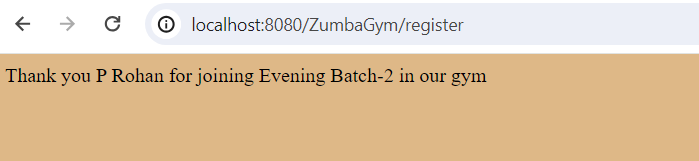 localhost:8080/ZumbaGym/register
Thank you P Rohan for joining Evening Batch-2 in our gym